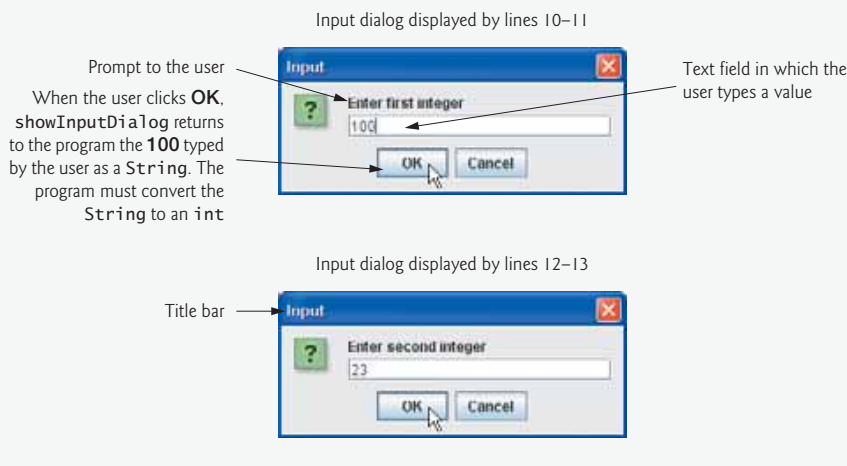 Input dialog displayed by lines 10–11
Prompt to the user
When the user clicks OK,
showInputDialog returns
to the program the 100 typed
by the user as a String. The
program must convert the
String to an int
Input
Enter first integer
100
OK
Cancel
Text field in which the
user types a value
Input dialog displayed by lines 12–13
Title bar
Input
Enter second integer
23
OK
Cancel